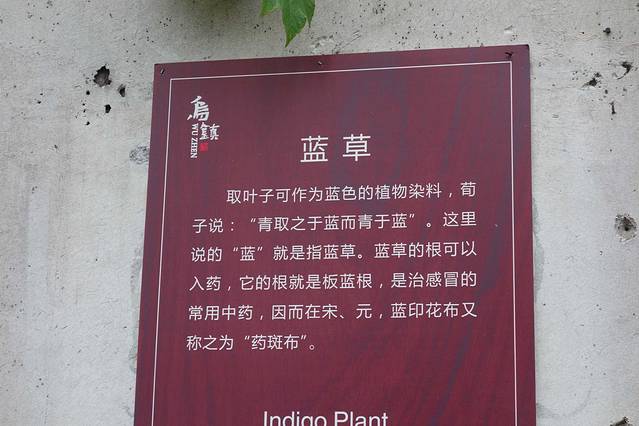 乌镇
WU ZHEN
蓝草
取叶子可作为蓝色的植物染料，荀
子说：“青取之于蓝而青于蓝”。这里
说的“蓝”就是指蓝草。蓝草的根可以
入药，它的根就是板蓝根，是治感冒的
常用中药，因而在宋、元，蓝印花布又
称之为“药斑布”。
Indigo Plant